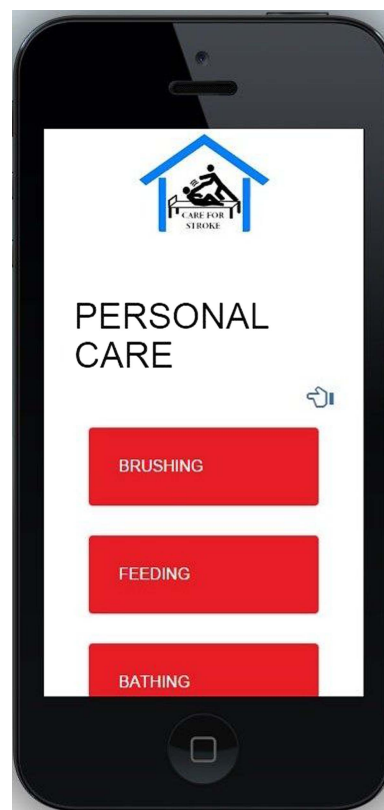 CARE FOR
STROKE
PERSONAL
CARE
BRUSHING
FEEDING
BATHING